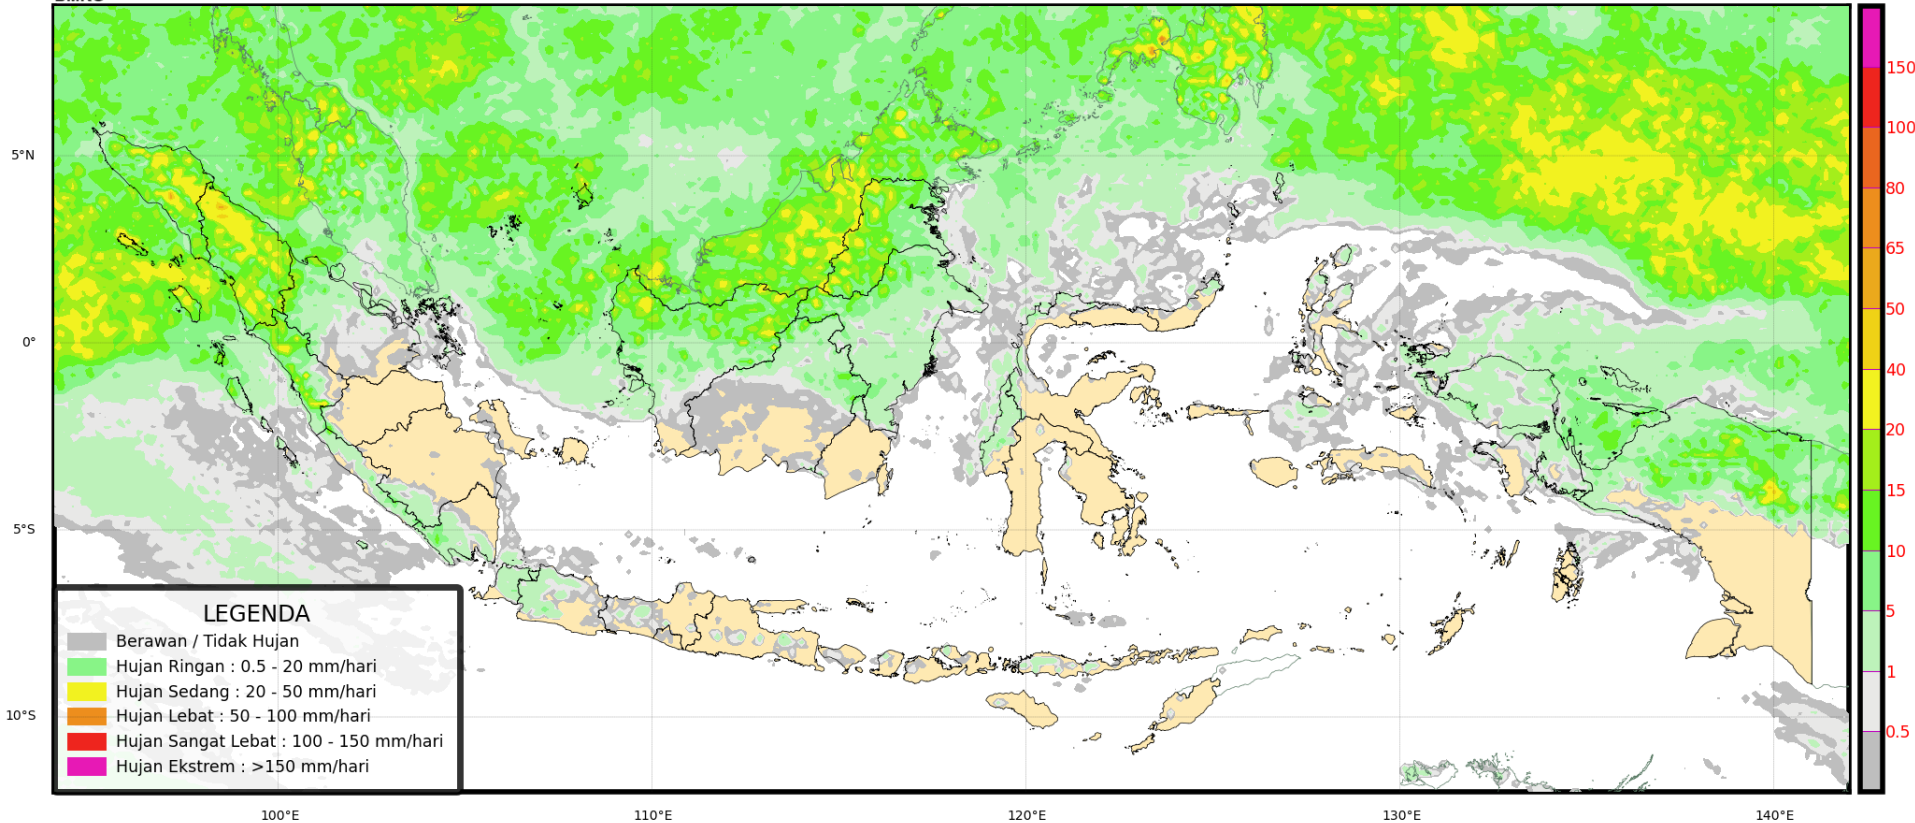 5°N
0°
5°S
10°S
100°E
110°E
120°E
130°E
140°E
LEGENDA
Berawan / Tidak Hujan
Hujan Ringan : 0.5 - 20 mm/hari
Hujan Sedang : 20 - 50 mm/hari
Hujan Lebat : 50 - 100 mm/hari
Hujan Sangat Lebat : 100 - 150 mm/hari
Hujan Ekstrem : >150 mm/hari
150
100
80
65
50
40
20
15
10
5
1
0.5